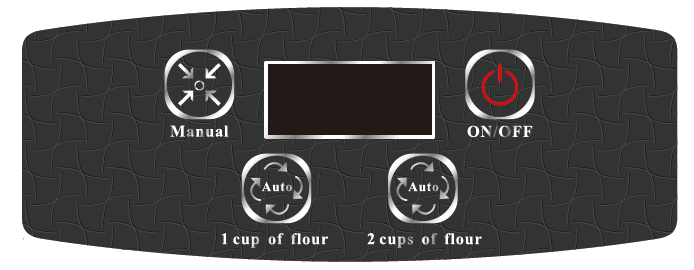 Manual
ON/OFF
Auto
Auto
1 cup of flour
2 cups of flour